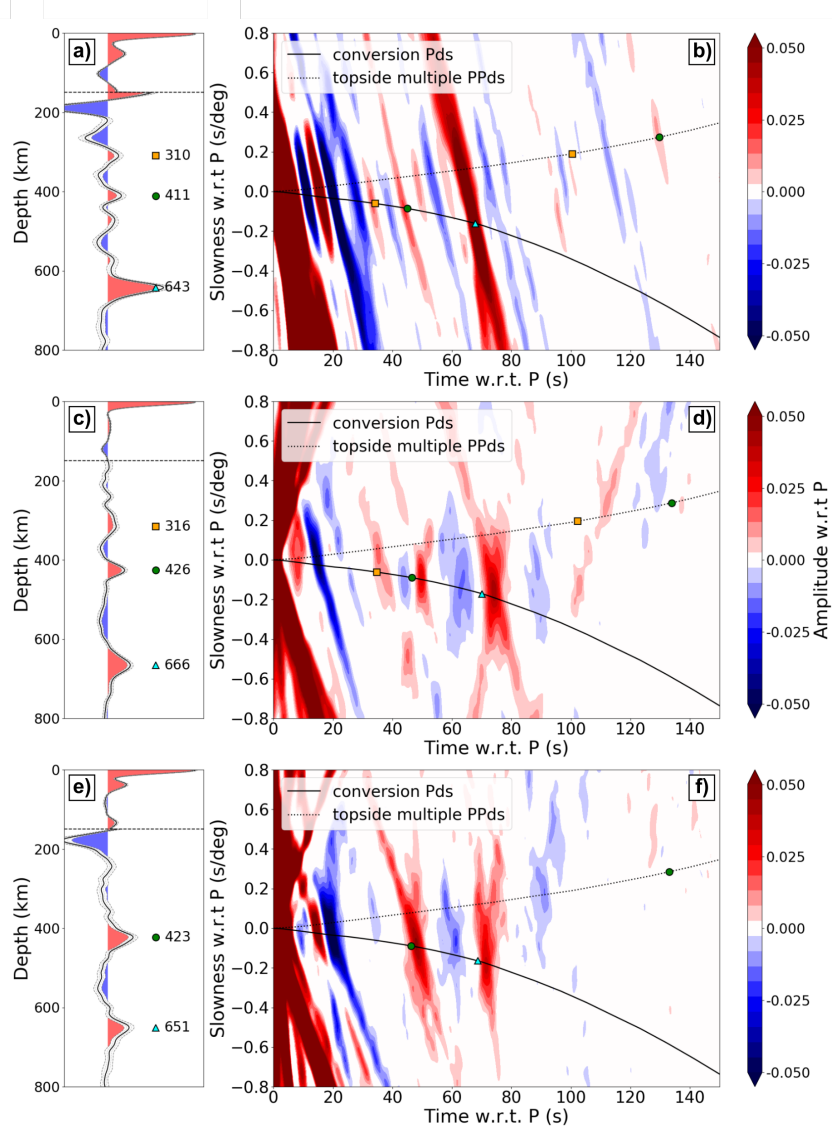 a)
0
200
400
600
800
Depth (km)
310
411
643
b)
conversion Pds
topside multiple PPds
0.8
0.6
0.4
0.2
0.0
−0.2
−0.4
−0.6
−0.8
Slowness w.r.t P (s/deg)
0 20 40 60 80 100 120 140
Time w.r.t. P (s)
0.050
0.025
0.000
-0.025
-0.050
c)
0
200
400
600
800
Depth (km)
316
426
666
d)
conversion Pds
topside multiple PPds
0.8
0.6
0.4
0.2
0.0
−0.2
−0.4
−0.6
−0.8
Slowness w.r.t P (s/deg)
0 20 40 60 80 100 120 140
Time w.r.t. P (s)
0.050
0.025
0.000
-0.025
-0.050
Amplitude w.r.t P
e)
0
200
400
600
800
Depth (km)
423
651
f)
conversion Pds
topside multiple PPds
0.8
0.6
0.4
0.2
0.0
−0.2
−0.4
−0.6
−0.8
Slowness w.r.t P (s/deg)
0 20 40 60 80 100 120 140
Time w.r.t. P (s)
0.050
0.025
0.000
-0.025
-0.050